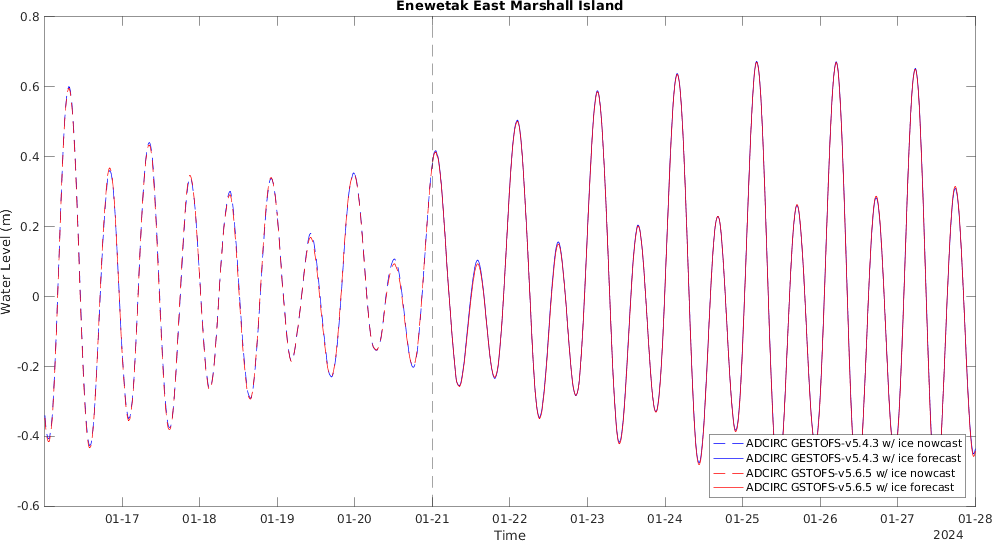 Enewetak East Marshall Island
0.8
0.6
0.4
0.2
0
-0.2
-0.4
-0.6
Water Level (m)
ADCIRC GESTOFS-v5.4.3 w/ ice nowcast
ADCIRC GESTOFS-v5.4.3 w/ ice forecast
ADCIRC GSTOFS-v5.6.5 w/ ice nowcast
ADCIRC GSTOFS-v5.6.5 w/ ice forecast
01-17 01-18 01-19 01-20 01-21 01-22 01-23 01-24 01-25 01-26 01-27 01-28
Time
2024